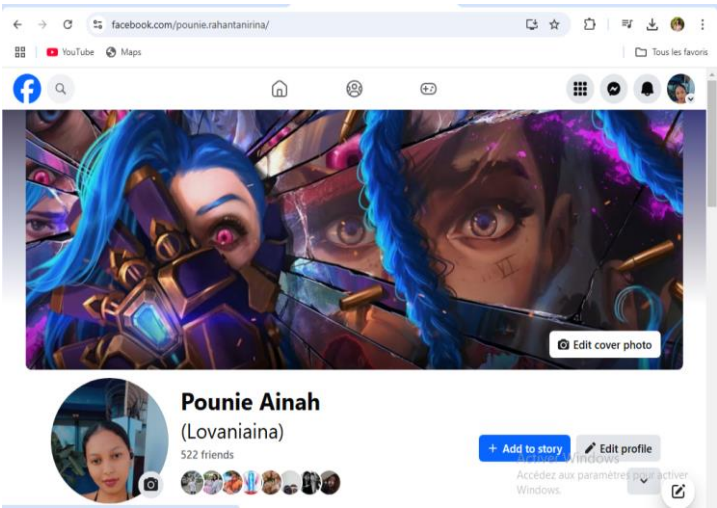 facebook.com/pounie.rahantanirina/
YouTube Maps Tous les favoris
VI
Edit cover photo
Pounie Ainah
(Lovaniaina)
522 friends
+ Add to story Edit profile
Activer Windows
Accédez aux paramètres pour activer
Windows.